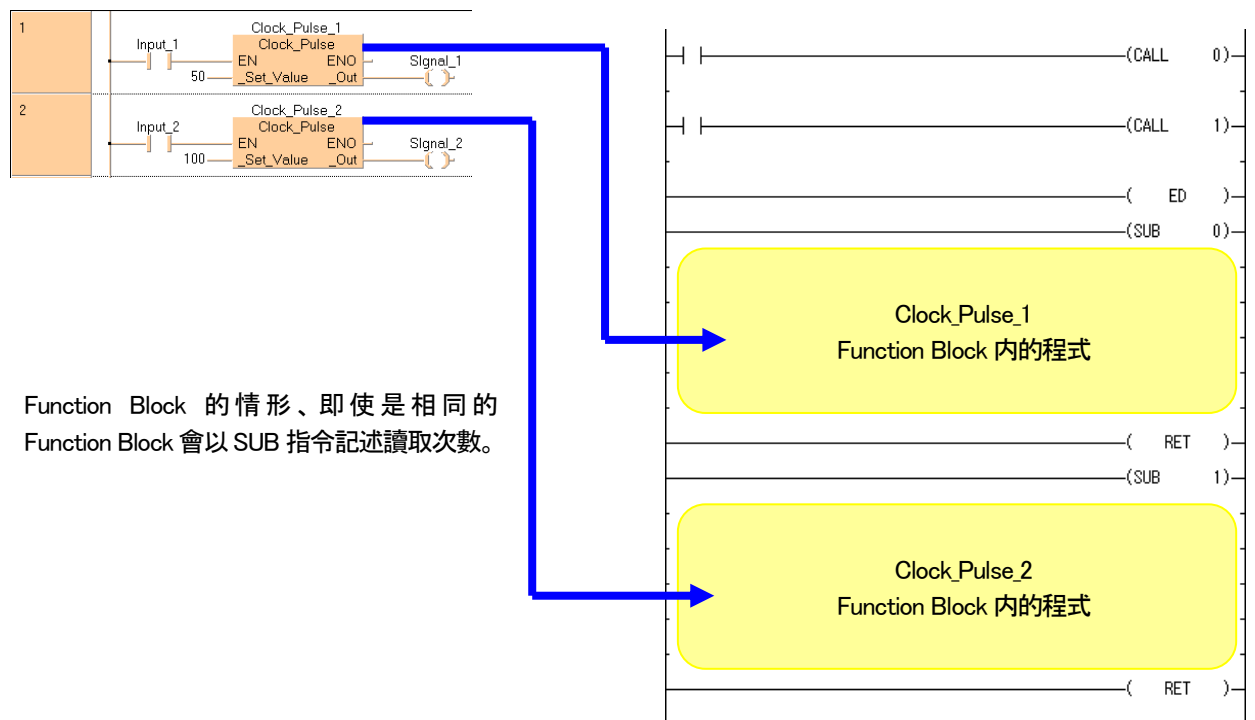 1
Clock_Pulse_1
Input_1 Clock_Pulse
EN ENO SIgnal_1
50 _Set_Value _Out
2
Clock_Pulse_2
Input_2 Clock_Pulse
EN ENO SIgnal_2
100 _Set_Value _Out
Function Block 的情形、即使是相同的
Function Block 會以 SUB 指令記述讀取次數。
(CALL 0)
(CALL 1)
( ED )
(SUB 0)
Clock_Pulse_1
Function Block 内的程式
( RET )
(SUB 1)
Clock_Pulse_2
Function Block 内的程式
( RET )